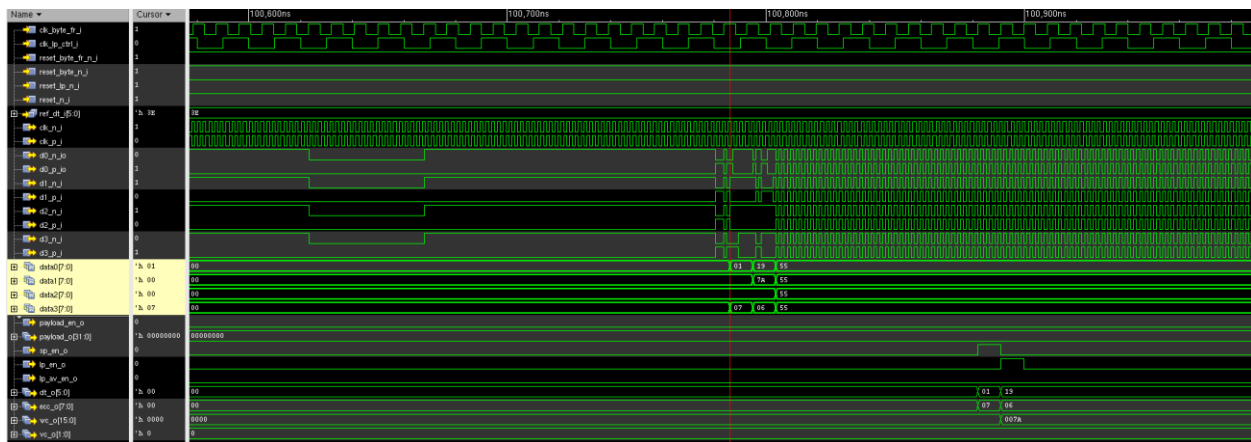 Name Cursor 100,600ns 100,700ns 100,800ns 100,900ns
clk_byte_fr_i 1
clk_lp_ctrl_i 0
reset_byte_fr_n_i 1
reset_byte_n_i 1
reset_lp_n_i 1
reset_n_i 1
ref_dt_i[5:0] 'h 3E 3E
clk_n_i 1
clk_p_i 0
d0_n_io 0
d0_p_io 1
d1_n_i 1
d1_p_i 0
d2_n_i 1
d2_p_i 0
d3_n_i 0
d3_p_i 1
data0[7:0] 'h 01 00 01 19 55
data1[7:0] 'h 00 00 7A 55
data2[7:0] 'h 00 00 55
data3[7:0] 'h 07 00 07 06 55
payload_en_o 0
payload_o[31:0] 'h 00000000 00000000
sp_en_o 0
lp_en_o 0
lp_av_en_o 0
dt_o[5:0] 'h 00 00 01 19
ecc_o[7:0] 'h 00 00 07 06
wc_o[15:0] 'h 0000 0000 007A
vc_o[1:0] 'h 0 0